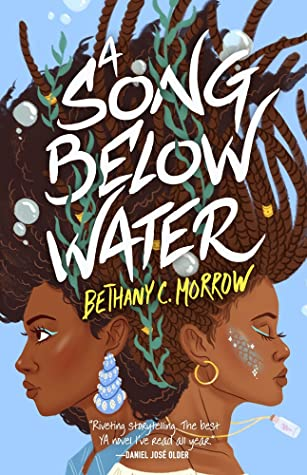 A
SONG
BELOW
WATER
BETHANY C. MORROW
"Riveting storytelling. The best
YA novel I've read all year."
—DANIEL JOSÉ OLDER